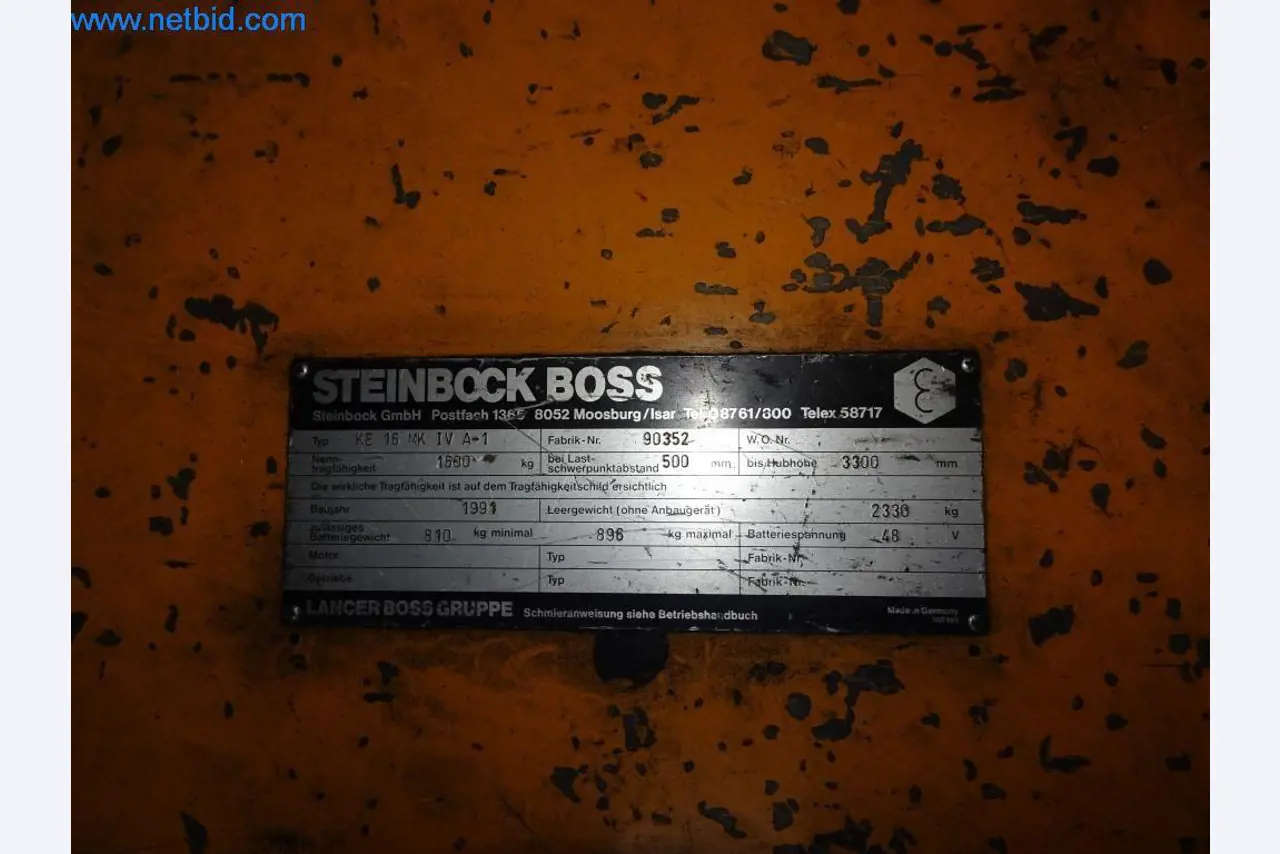 www.netbid.com
STEINBOCK BOSS
Steinbock GmbH Postfach 1365 8052 Moosburg/Isar Tel. 08761/800 Telex 58717
Typ KE 16 MK IV A-1 Fabrik-Nr. 90352 W.O. Nr.
Nenn-tragfähigkeit 1600 kg bei Last-schwerpunktabstand 500 mm bis Hubhöhe 3300 mm
Die wirkliche Tragfähigkeit ist auf dem Tragfähigkeitschild ersichtlich
Baujahr 1991 Leergewicht (ohne Anbaugerät) 2330 kg
zulässiges Batteriegewicht 810 kg minimal 896 kg maximal Batteriespannung 48 V
Motor Typ Fabrik-Nr.
Getriebe Typ Fabrik-Nr.
LANCER BOSS GRUPPE Schmieranweisung siehe Betriebshandbuch Made in Germany